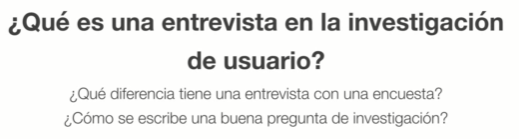 ¿Qué es una entrevista en la investigación
de usuario?
¿Qué diferencia tiene una entrevista con una encuesta?
¿Cómo se escribe una buena pregunta de investigación?